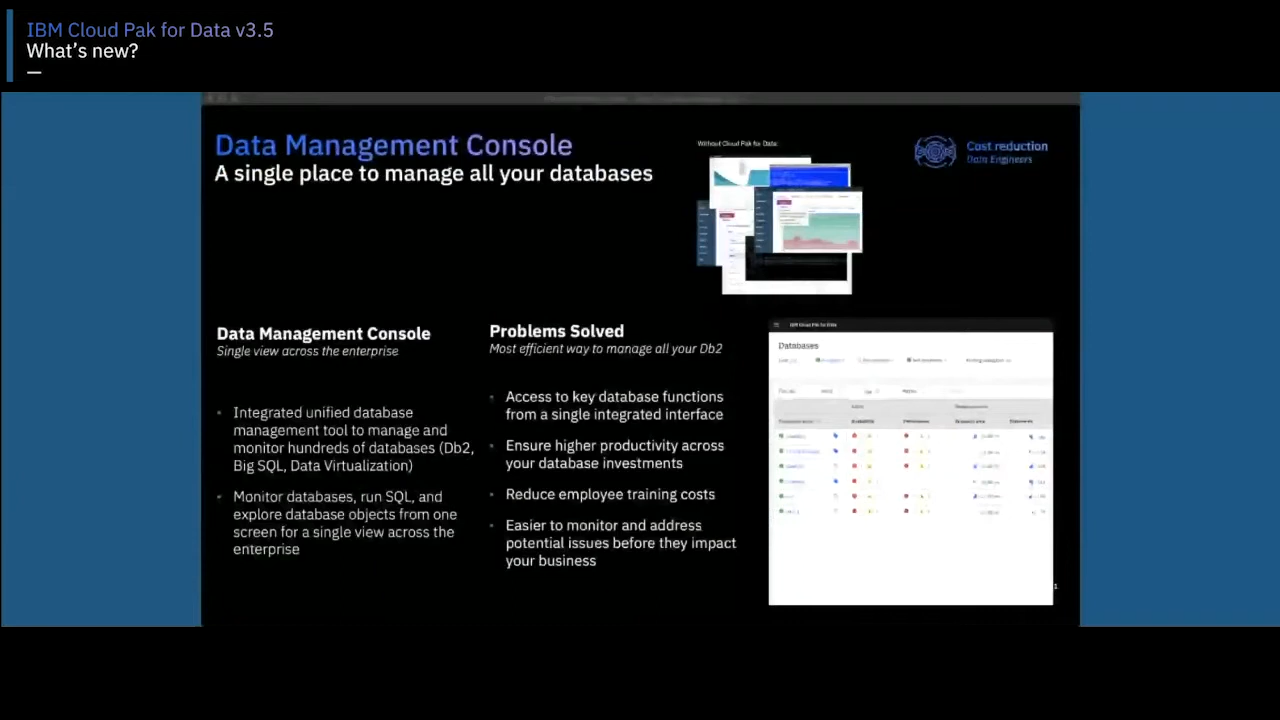 IBM Cloud Pak for Data v3.5
What's new?
Data Management Console
A single place to manage all your databases
Without Cloud Pak for Data:
Cost reduction
Data Engineers
Data Management Console
Single view across the enterprise
• Integrated unified database
management tool to manage and
monitor hundreds of databases (Db2,
Big SQL, Data Virtualization)
• Monitor databases, run SQL, and
explore database objects from one
screen for a single view across the
enterprise
Problems Solved
Most efficient way to manage all your Db2
• Access to key database functions
from a single integrated interface
• Ensure higher productivity across
your database investments
• Reduce employee training costs
• Easier to monitor and address
potential issues before they impact
your business
IBM Cloud Pak for Data
Databases